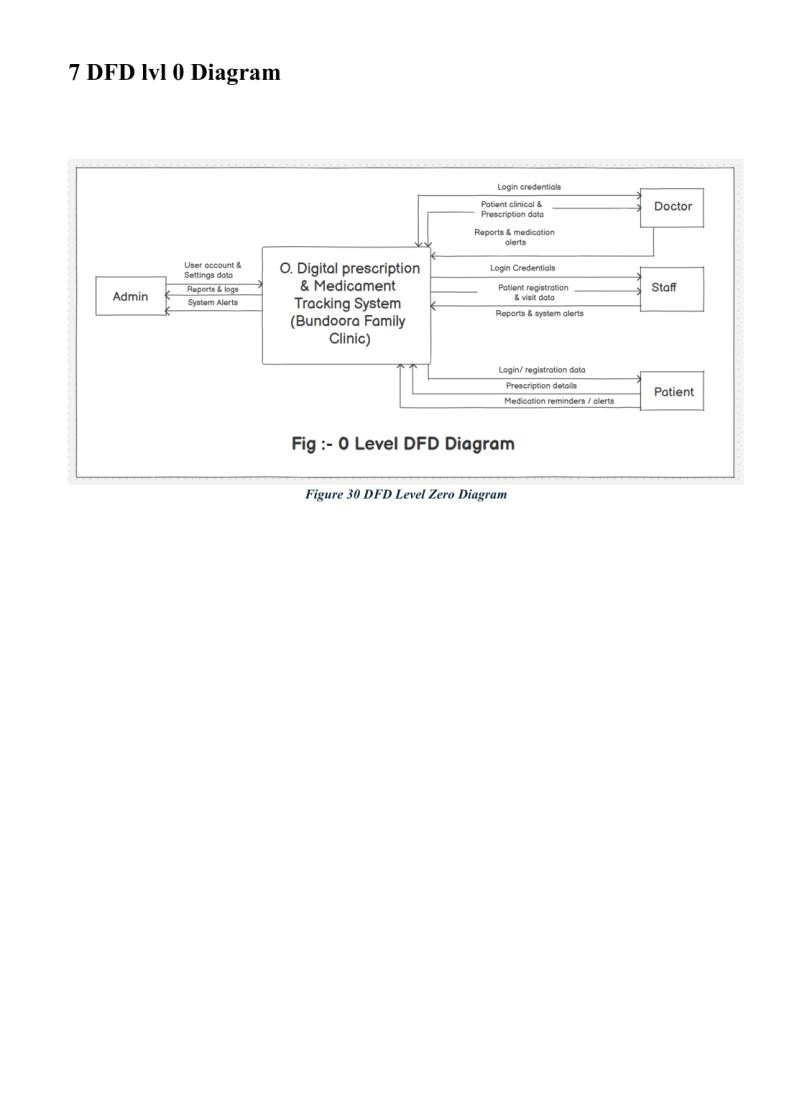 7 DFD lvl 0 Diagram
Login credentials
Patient clinical &
Prescription data
Doctor
Reports & medication
alerts
User account &
Settings data
Reports & logs
System Alerts
Admin
O. Digital prescription
& Medicament
Tracking System
(Bundoora Family
Clinic)
Login Credentials
Patient registration
& visit data
Reports & system alerts
Staff
Login/ registration data
Prescription details
Medication reminders / alerts
Patient
Fig :- 0 Level DFD Diagram
Figure 30 DFD Level Zero Diagram